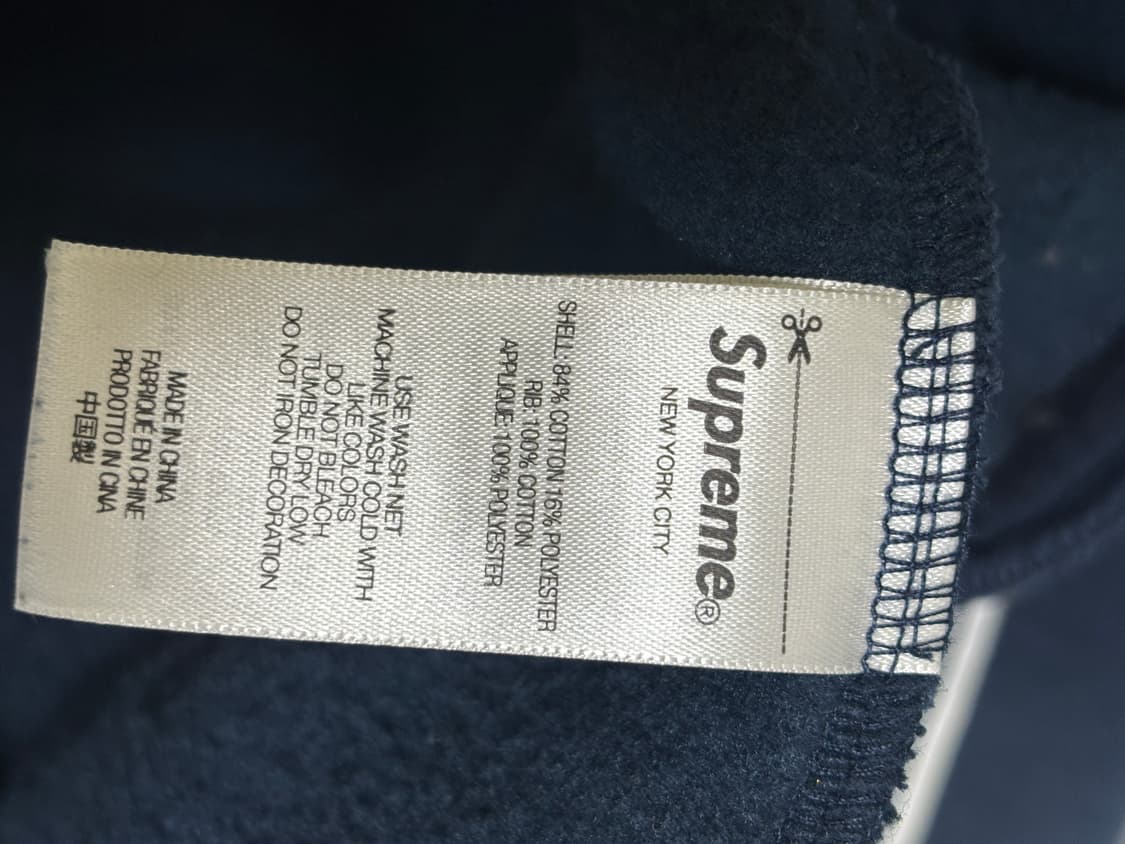 Supreme®
NEW YORK CITY
SHELL: 84% COTTON 16% POLYESTER
RIB: 100% COTTON
APPLIQUE: 100% POLYESTER
USE WASH NET
MACHINE WASH COLD WITH
LIKE COLORS
DO NOT BLEACH
TUMBLE DRY LOW
DO NOT IRON DECORATION
MADE IN CHINA
FABRIQUÉ EN CHINE
PRODOTTO IN CINA
中国製